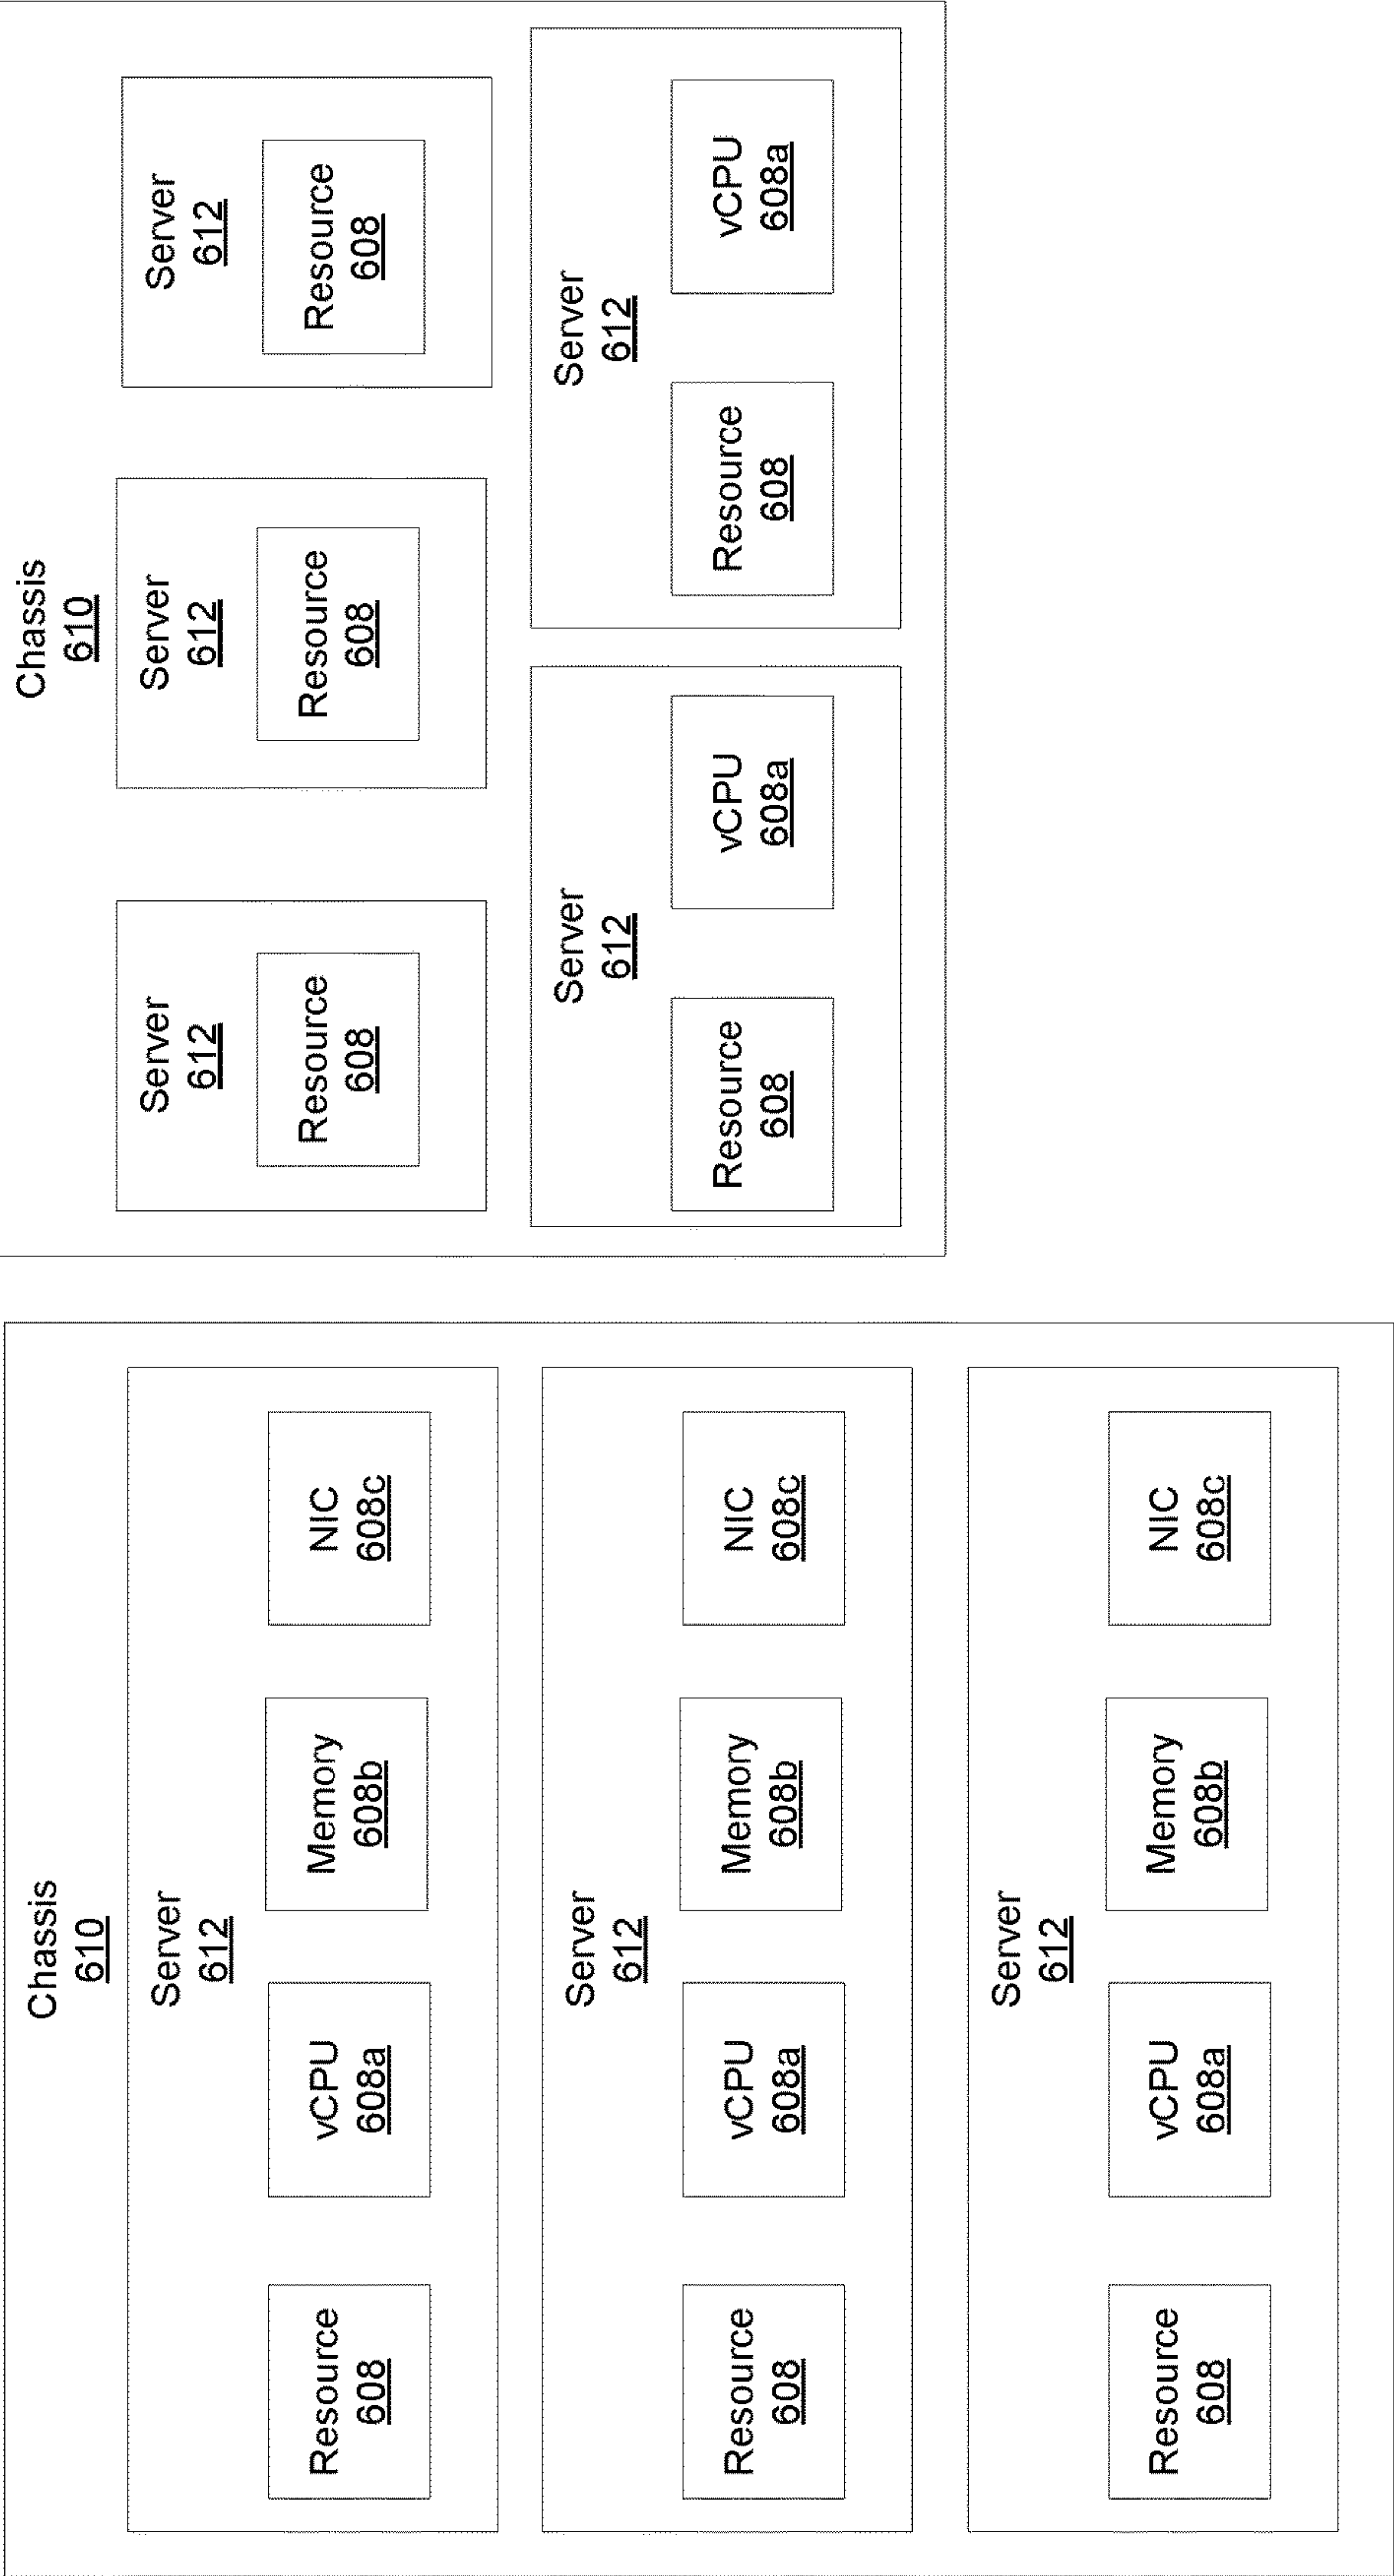 Chassis
610
Server
612
Resource
608
vCPU
608a
Memory
608b
NIC
608c
Server
612
Resource
608
vCPU
608a
Memory
608b
NIC
608c
Server
612
Resource
608
vCPU
608a
Memory
608b
NIC
608c
Chassis
610
Server
612
Resource
608
Server
612
Resource
608
Server
612
Resource
608
Server
612
Resource
608
vCPU
608a
Server
612
Resource
608
vCPU
608a